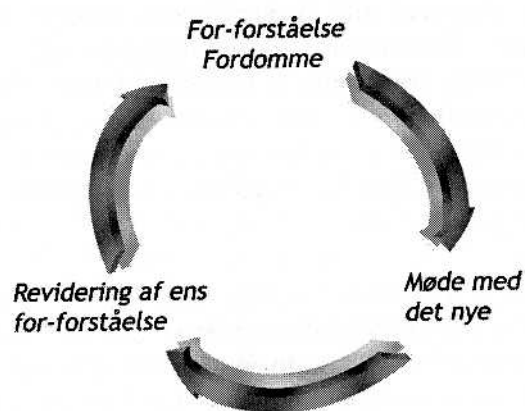 For-forståelse
Fordomme
Møde med
det nye
Revidering af ens
for-forståelse